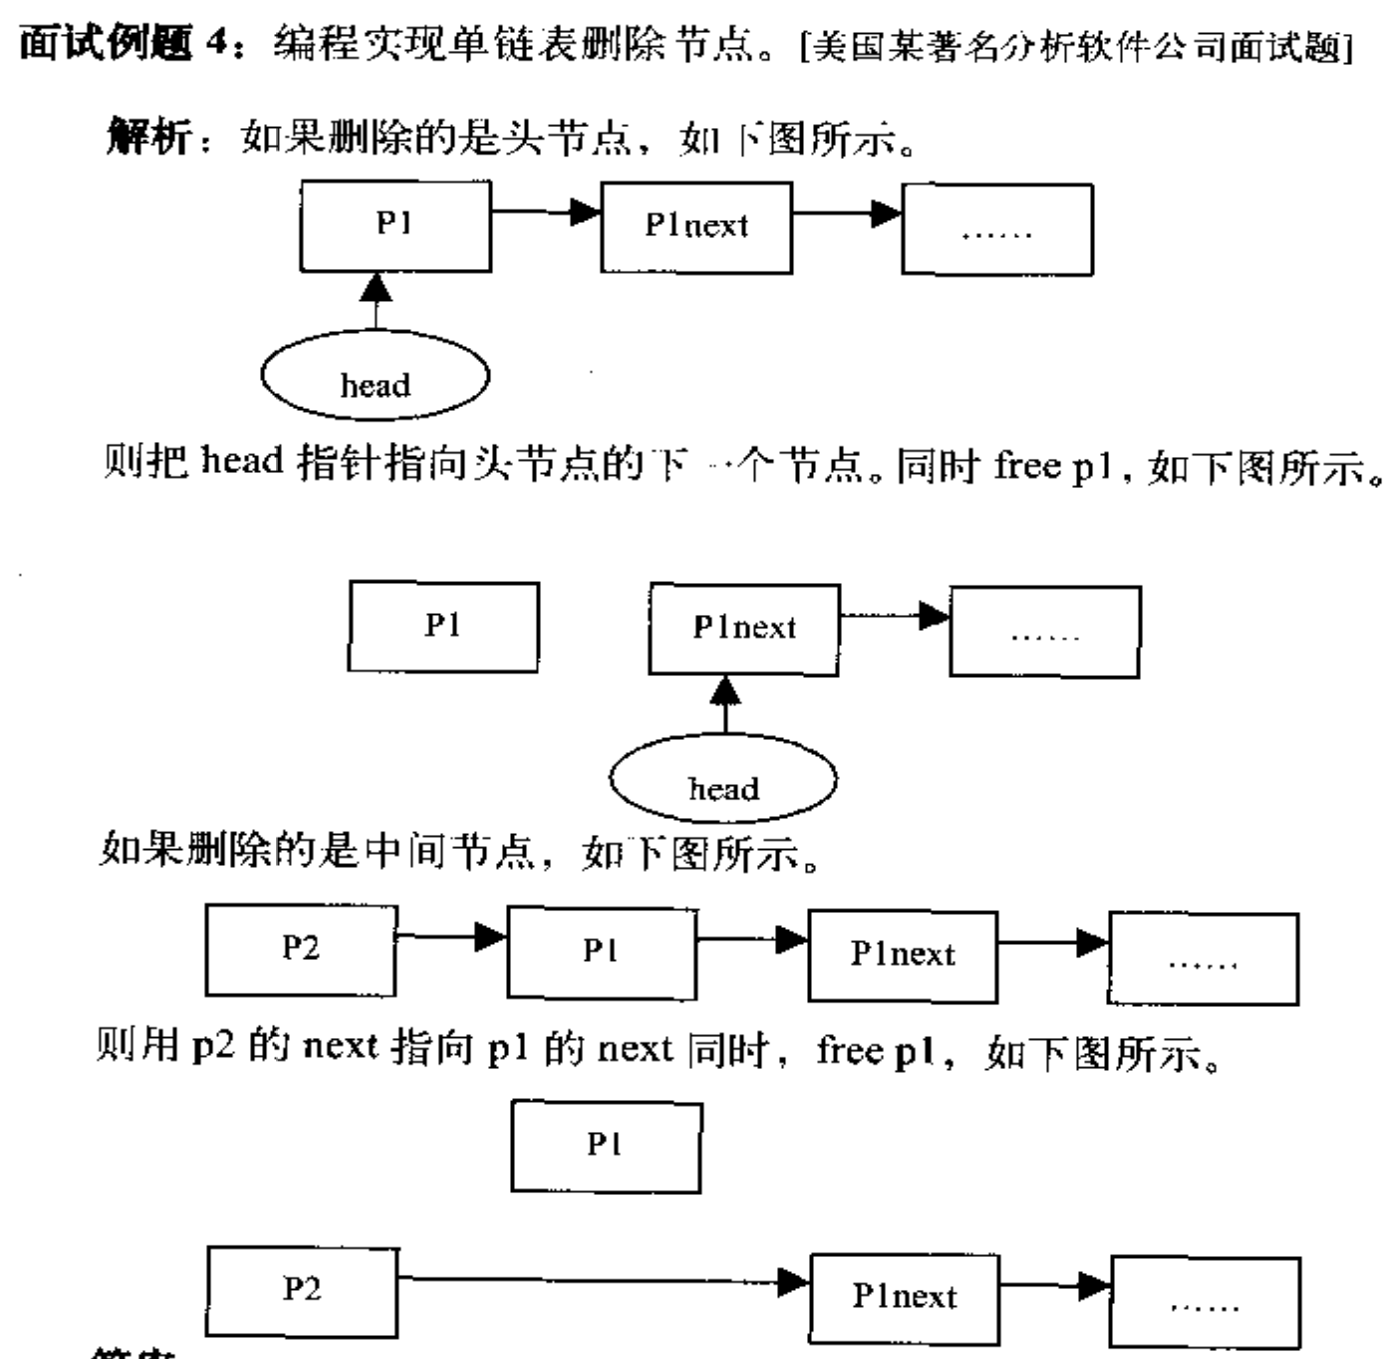 面试例题 4：编程实现单链表删除节点。[美国某著名分析软件公司面试题]
解析：如果删除的是头节点，如下图所示。
P1 P1next ……
head
则把 head 指针指向头节点的下一个节点。同时 free p1，如下图所示。
P1 P1next ……
head
如果删除的是中间节点，如下图所示。
P2 P1 P1next ……
则用 p2 的 next 指向 p1 的 next 同时，free p1，如下图所示。
P1
P2 P1next ……